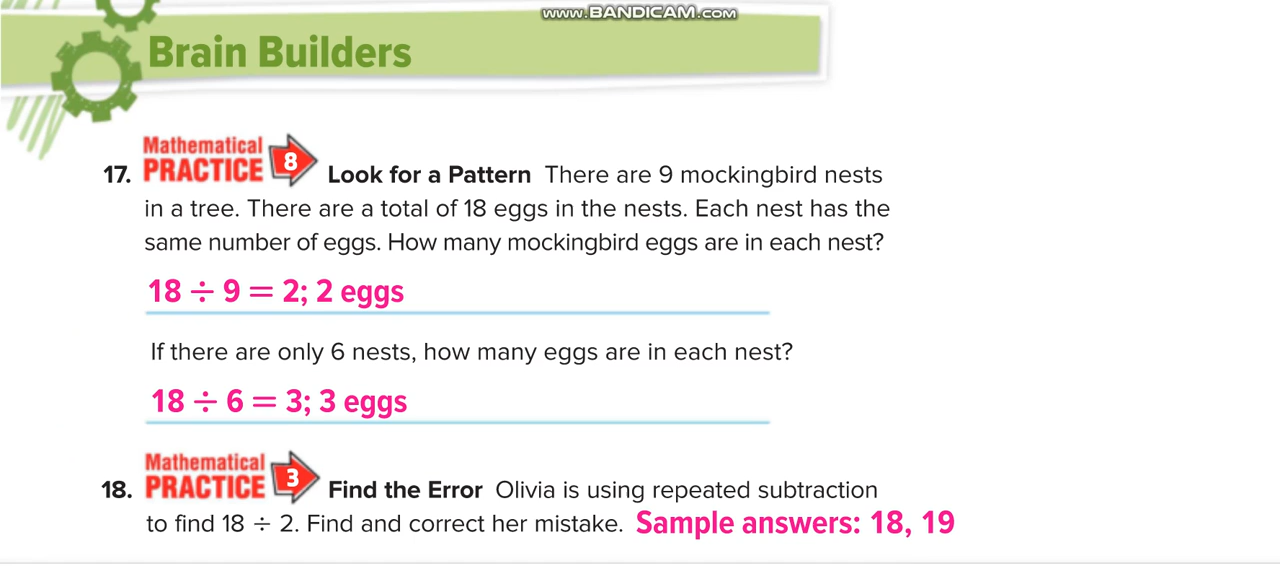 www.BANDICAM.com
Brain Builders
Mathematical
17. PRACTICE 8 Look for a Pattern There are 9 mockingbird nests
in a tree. There are a total of 18 eggs in the nests. Each nest has the
same number of eggs. How many mockingbird eggs are in each nest?
18 ÷ 9 = 2; 2 eggs
If there are only 6 nests, how many eggs are in each nest?
18 ÷ 6 = 3; 3 eggs
Mathematical
18. PRACTICE 3 Find the Error Olivia is using repeated subtraction
to find 18 ÷ 2. Find and correct her mistake. Sample answers: 18, 19